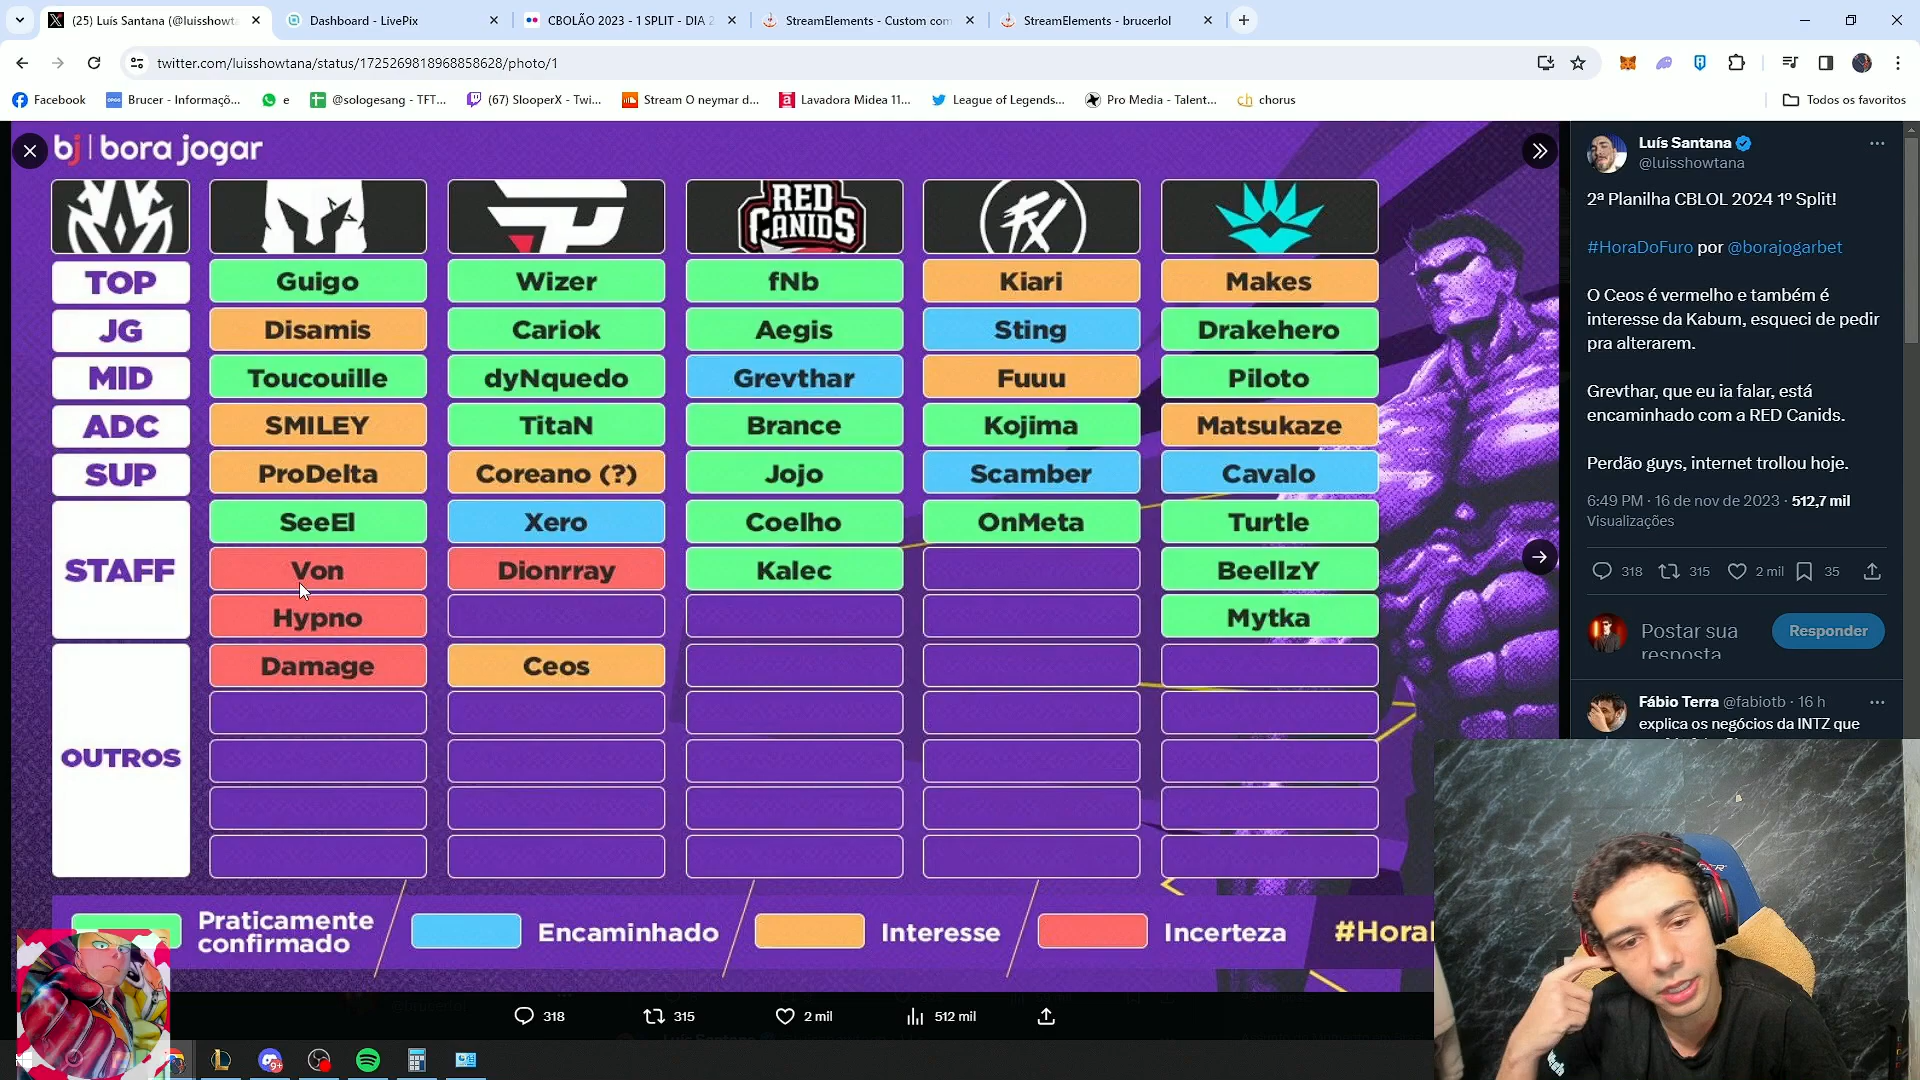 (25) Luís Santana (@luisshowt
Dashboard - LivePix
CBOLÃO 2023 - 1 SPLIT - DIA 2
StreamElements - Custom com
StreamElements - brucerlol
twitter.com/luisshowtana/status/1725269818968858628/photo/1
Facebook
Brucer - Informaçõ...
e
@sologesang - TFT...
(67) SlooperX - Twi...
Stream O neymar d...
Lavadora Midea 11...
League of Legends...
Pro Media - Talent...
chorus
Todos os favoritos
bj | bora jogar
RED CANIDS
FX
TOP Guigo Wizer fNb Kiari Makes
JG Disamis Cariok Aegis Sting Drakehero
MID Toucouille dyNquedo Grevthar Fuuu Piloto
ADC SMILEY TitaN Brance Kojima Matsukaze
SUP ProDelta Coreano (?) Jojo Scamber Cavalo
STAFF
SeeEl Xero Coelho OnMeta Turtle
Von Dionrray Kalec BeellzY
Hypno Mytka
OUTROS
Damage Ceos
Praticamente
confirmado
Encaminhado
Interesse
Incerteza
#Hora
318
315
2 mil
512 mil
Luís Santana
@luisshowtana
2ª Planilha CBLOL 2024 1º Split!
#HoraDoFuro por @borajogarbet
O Ceos é vermelho e também é
interesse da Kabum, esqueci de pedir
pra alterarem.
Grevthar, que eu ia falar, está
encaminhado com a RED Canids.
Perdão guys, internet trollou hoje.
6:49 PM · 16 de nov de 2023 · 512,7 mil
Visualizações
318
315
2 mil
35
Postar sua
resposta
Responder
Fábio Terra @fabiotb · 16 h
explica os negócios da INTZ que
9+